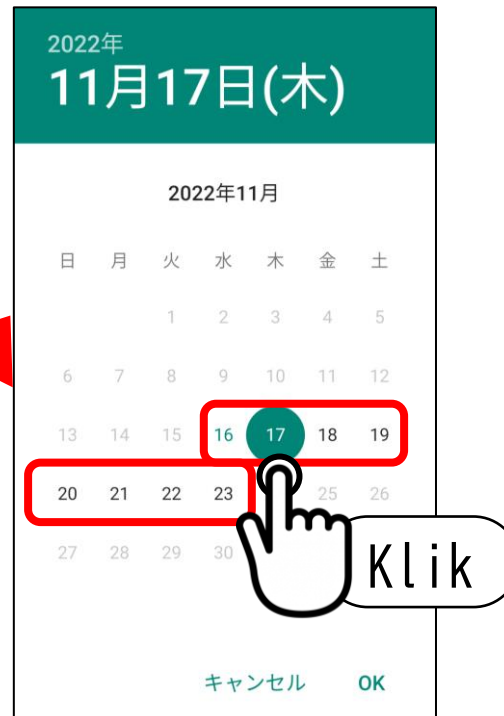 2022年
11月17日(木)
2022年11月
日 月 火 水 木 金 土
1 2 3 4 5
6 7 8 9 10 11 12
13 14 15 16 17 18 19
20 21 22 23 25 26
27 28 29 30
Klik
キャンセル OK